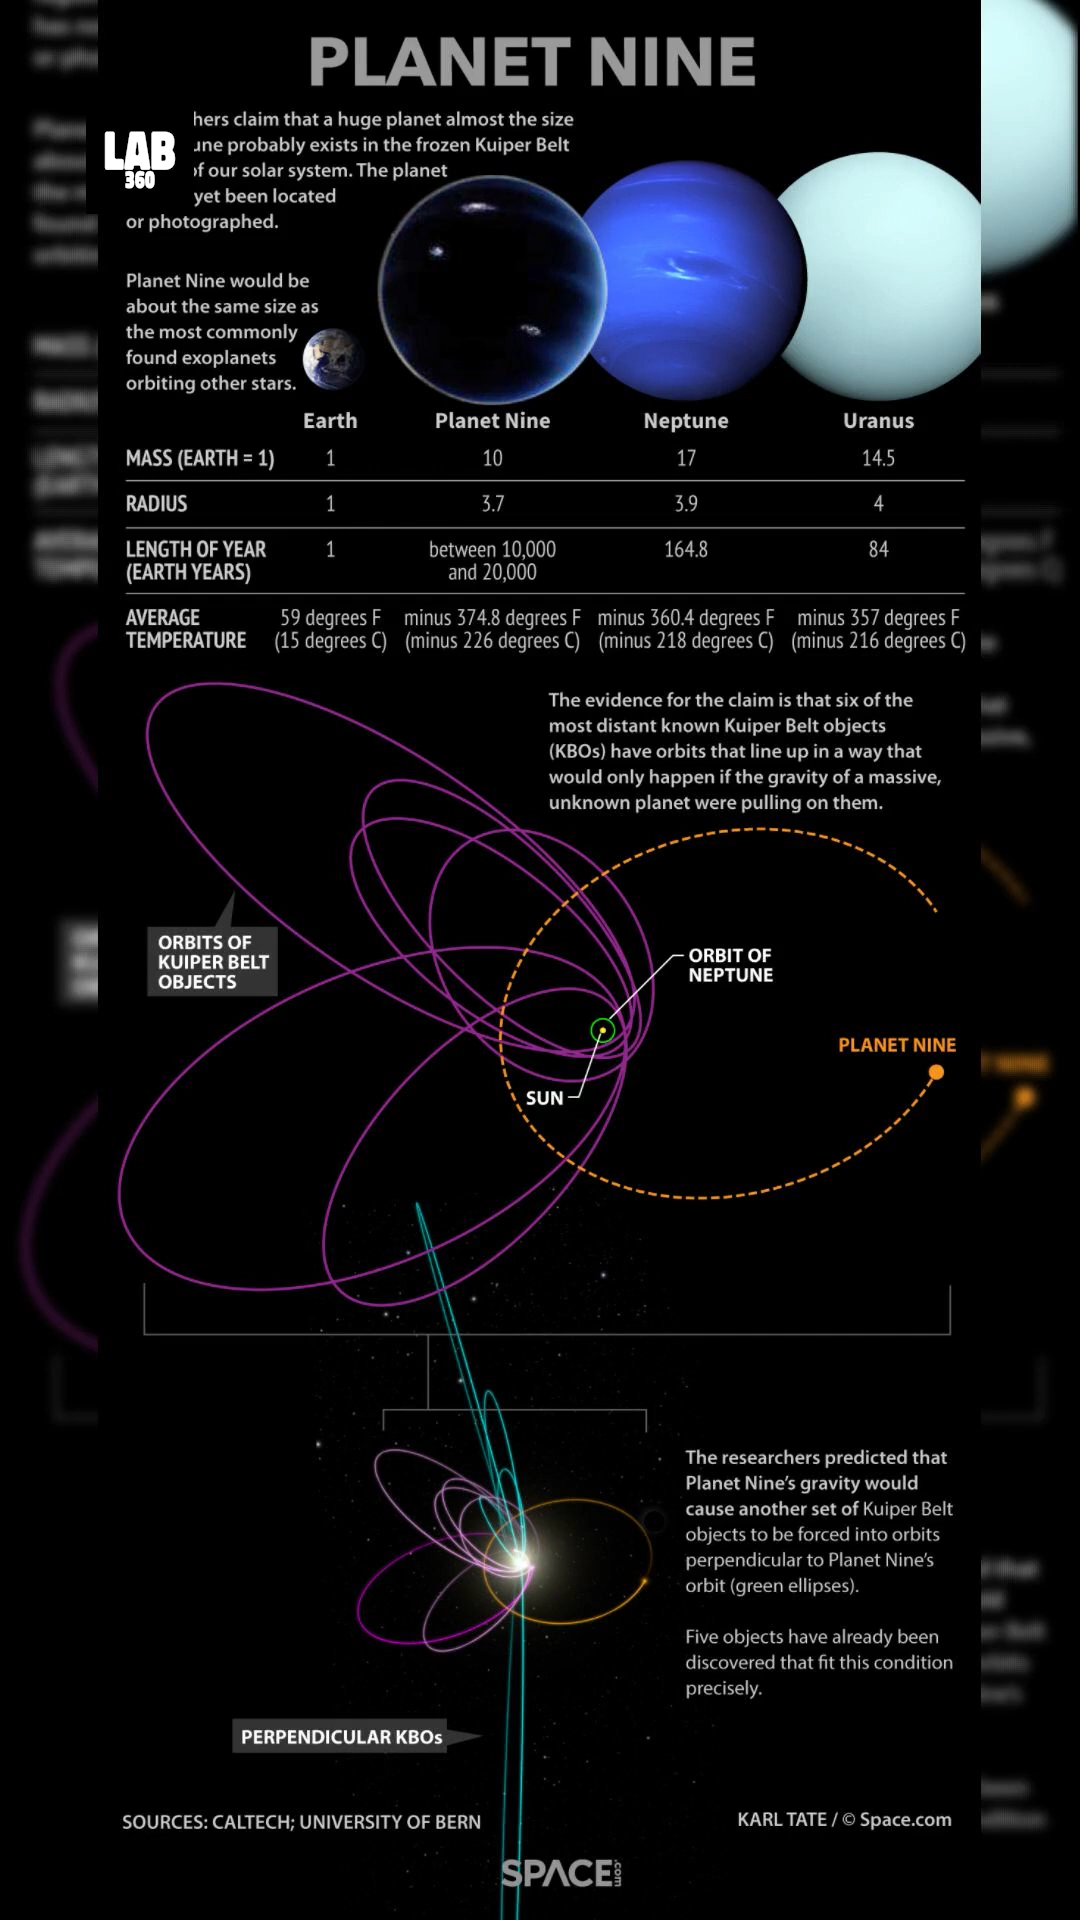 PLANET NINE
hers claim that a huge planet almost the size
une probably exists in the frozen Kuiper Belt
of our solar system. The planet
yet been located
or photographed.
LAB
360
Planet Nine would be
about the same size as
the most commonly
found exoplanets
orbiting other stars.
Earth Planet Nine Neptune Uranus
MASS (EARTH = 1) 1 10 17 14.5
RADIUS 1 3.7 3.9 4
LENGTH OF YEAR 1 between 10,000 164.8 84
(EARTH YEARS) and 20,000
AVERAGE 59 degrees F minus 374.8 degrees F minus 360.4 degrees F minus 357 degrees F
TEMPERATURE (15 degrees C) (minus 226 degrees C) (minus 218 degrees C) (minus 216 degrees C)
The evidence for the claim is that six of the
most distant known Kuiper Belt objects
(KBOs) have orbits that line up in a way that
would only happen if the gravity of a massive,
unknown planet were pulling on them.
ORBITS OF
KUIPER BELT
OBJECTS
ORBIT OF
NEPTUNE
PLANET NINE
SUN
The researchers predicted that
Planet Nine's gravity would
cause another set of Kuiper Belt
objects to be forced into orbits
perpendicular to Planet Nine's
orbit (green ellipses).
Five objects have already been
discovered that fit this condition
precisely.
PERPENDICULAR KBOs
SOURCES: CALTECH; UNIVERSITY OF BERN
KARL TATE / © Space.com
SPACE.com